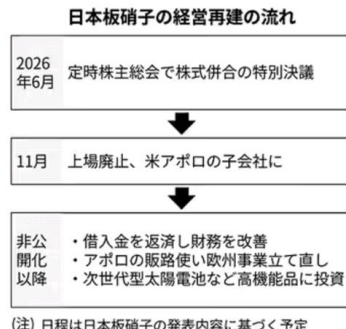 日本板硝子の経営再建の流れ
2026
年6月
定時株主総会で株式併合の特別決議
11月
上場廃止、米アポロの子会社に
非公
開化
以降
・借入金を返済し財務を改善
・アポロの販路使い欧州事業立て直し
・次世代型太陽電池など高機能品に投資
(注) 日程は日本板硝子の発表内容に基づく予定